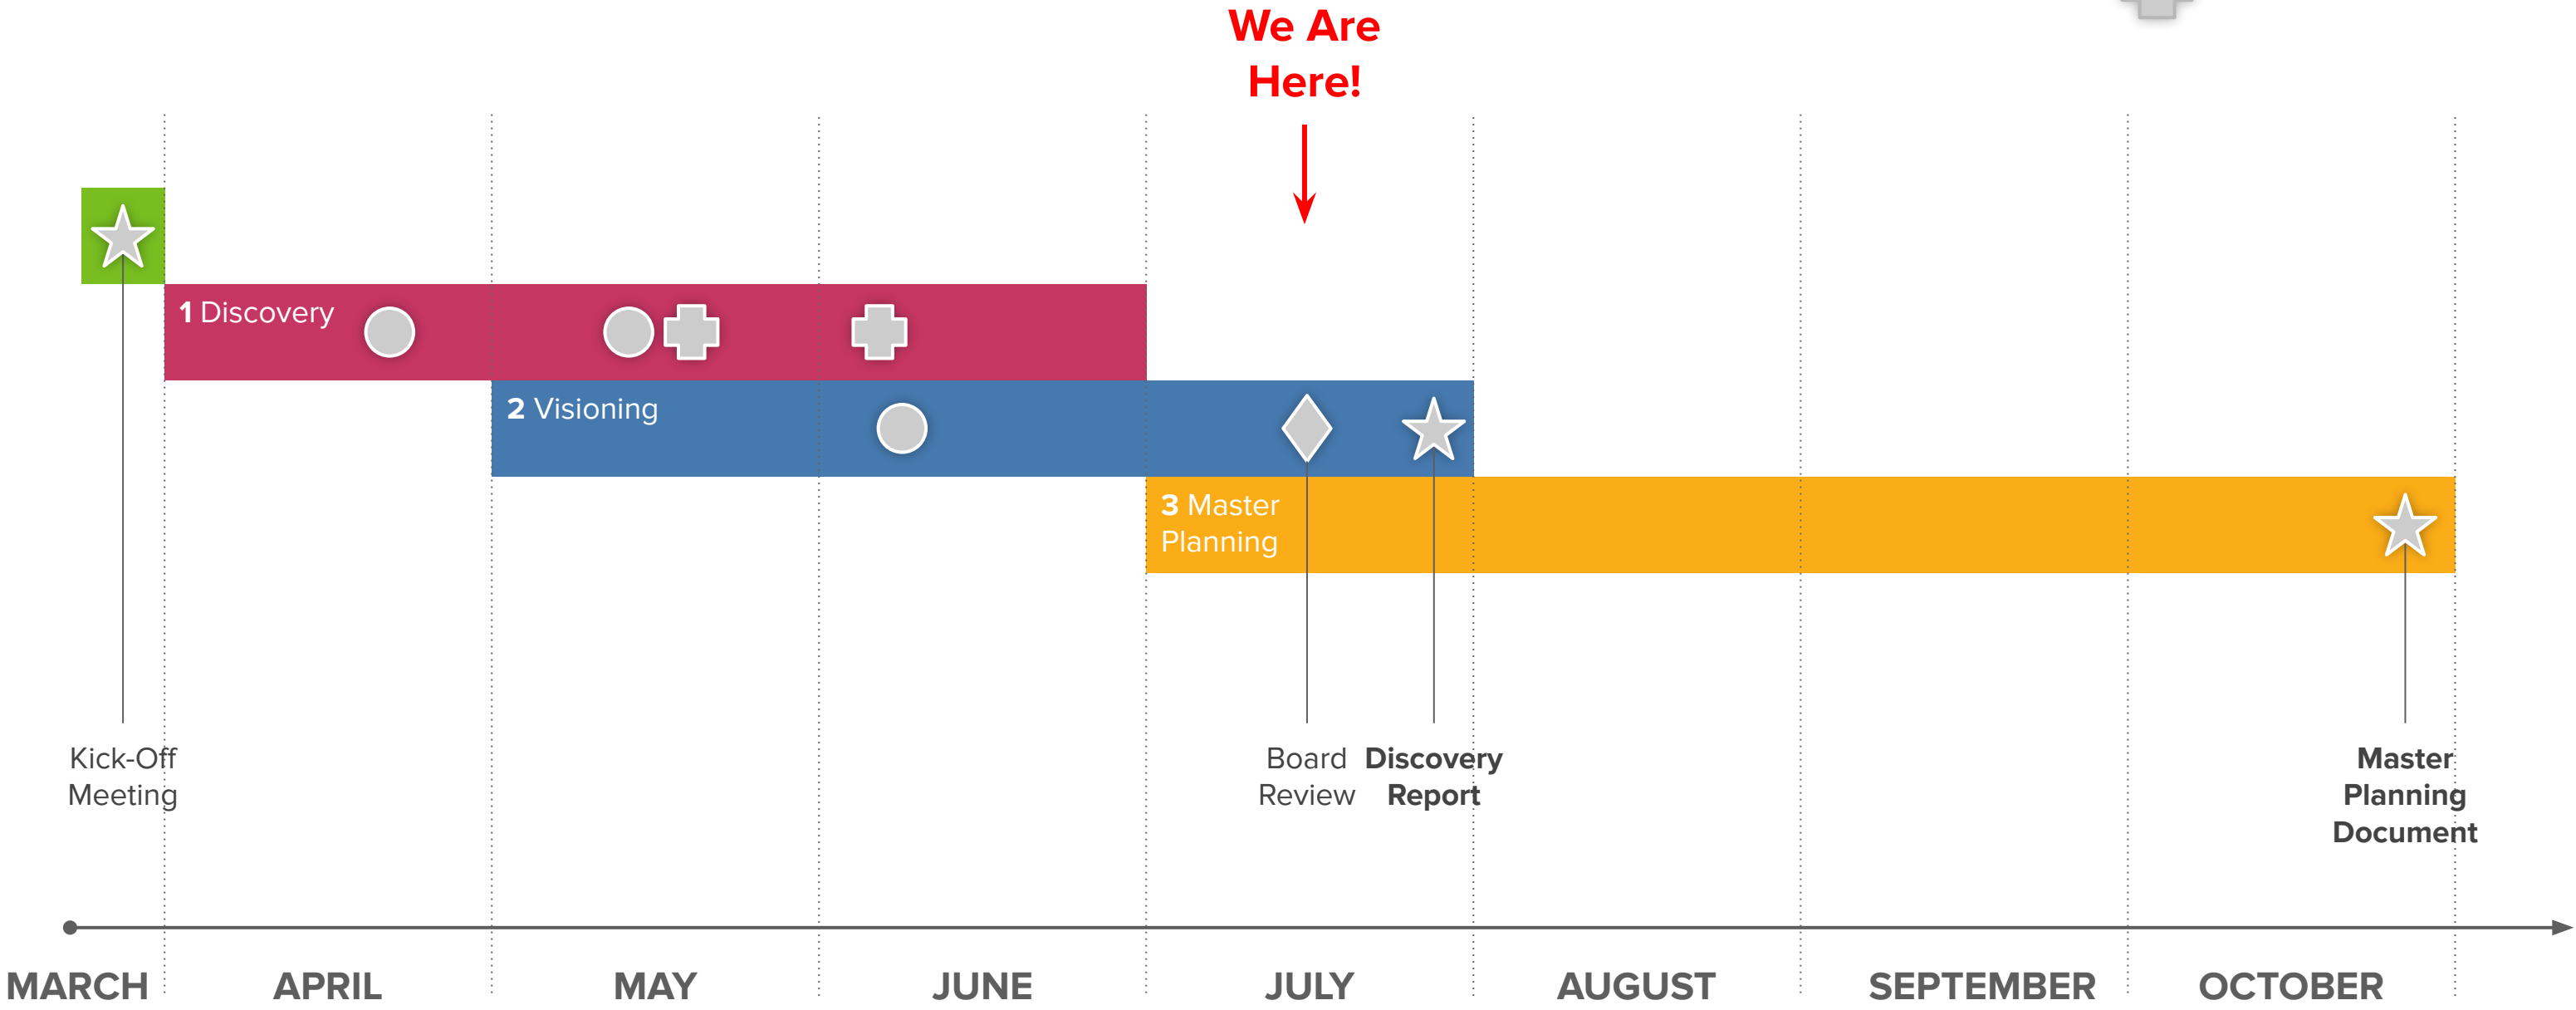 We Are
Here!
1 Discovery
2 Visioning
3 Master
Planning
Kick-Off
Meeting
Board
Review
Discovery
Report
Master
Planning
Document
MARCH
APRIL
MAY
JUNE
JULY
AUGUST
SEPTEMBER
OCTOBER